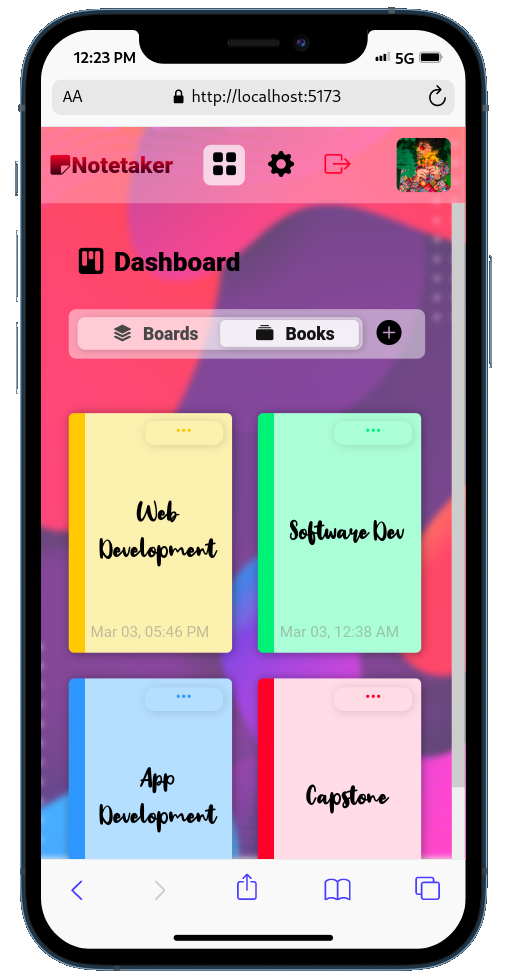 12:23 PM 5G
AA http://localhost:5173
Notetaker
Dashboard
Boards Books
Web
Development
Mar 03, 05:46 PM
Software Dev
Mar 03, 12:38 AM
App
Development
Capstone